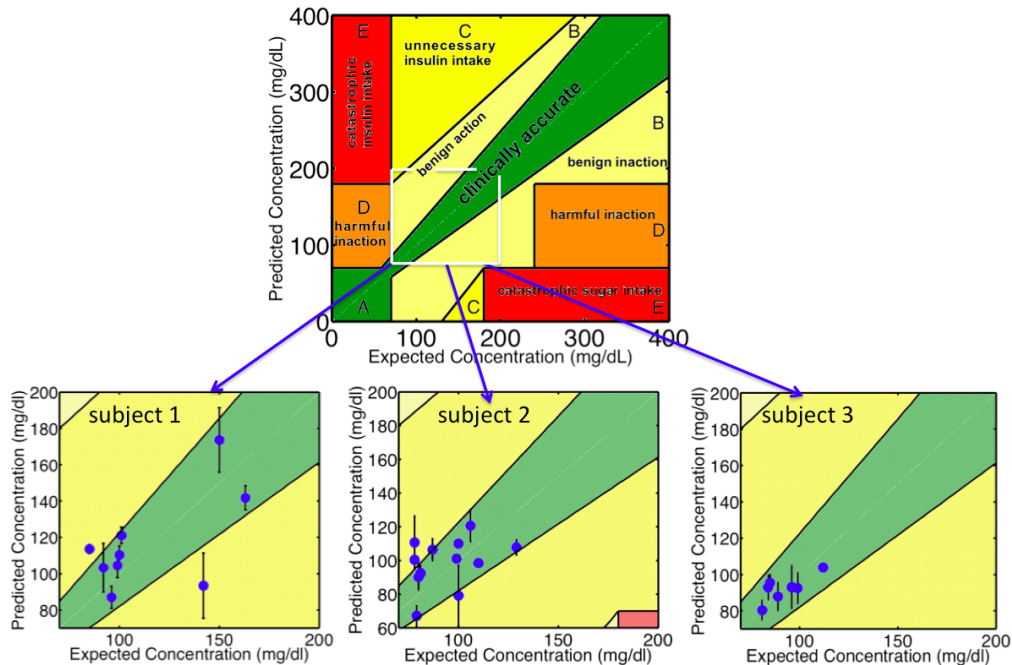 Predicted Concentration (mg/dL)
400
300
200
100
0
E
catastrophic
insulin intake
C
unnecessary
insulin intake
B
benign action
clinically accurate
B
benign inaction
D
harmful
inaction
harmful inaction
D
A
C
catastrophic sugar intake
E
0 100 200 300 400
Expected Concentration (mg/dL)
Predicted Concentration (mg/dl)
200
180
160
140
120
100
80
subject 1
100 150 200
Expected Concentration (mg/dl)
Predicted Concentration (mg/dl)
200
180
160
140
120
100
80
60
subject 2
100 150 200
Expected Concentration (mg/dl)
Predicted Concentration (mg/dl)
200
180
160
140
120
100
80
subject 3
100 150 200
Expected Concentration (mg/dl)